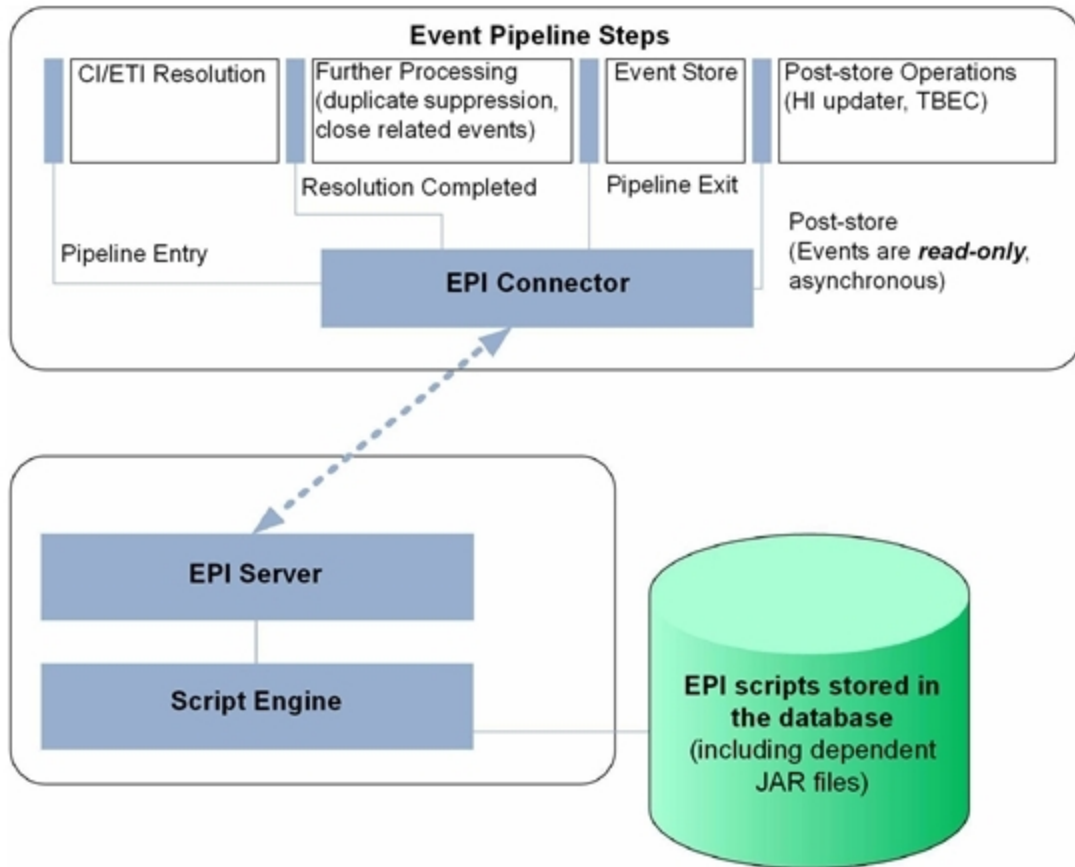 Event Pipeline Steps
CI/ETI Resolution
Further Processing
(duplicate suppression,
close related events)
Event Store
Post-store Operations
(HI updater, TBEC)
Resolution Completed
Pipeline Exit
Pipeline Entry
Post-store
(Events are read-only,
asynchronous)
EPI Connector
EPI Server
Script Engine
EPI scripts stored in
the database
(including dependent
JAR files)